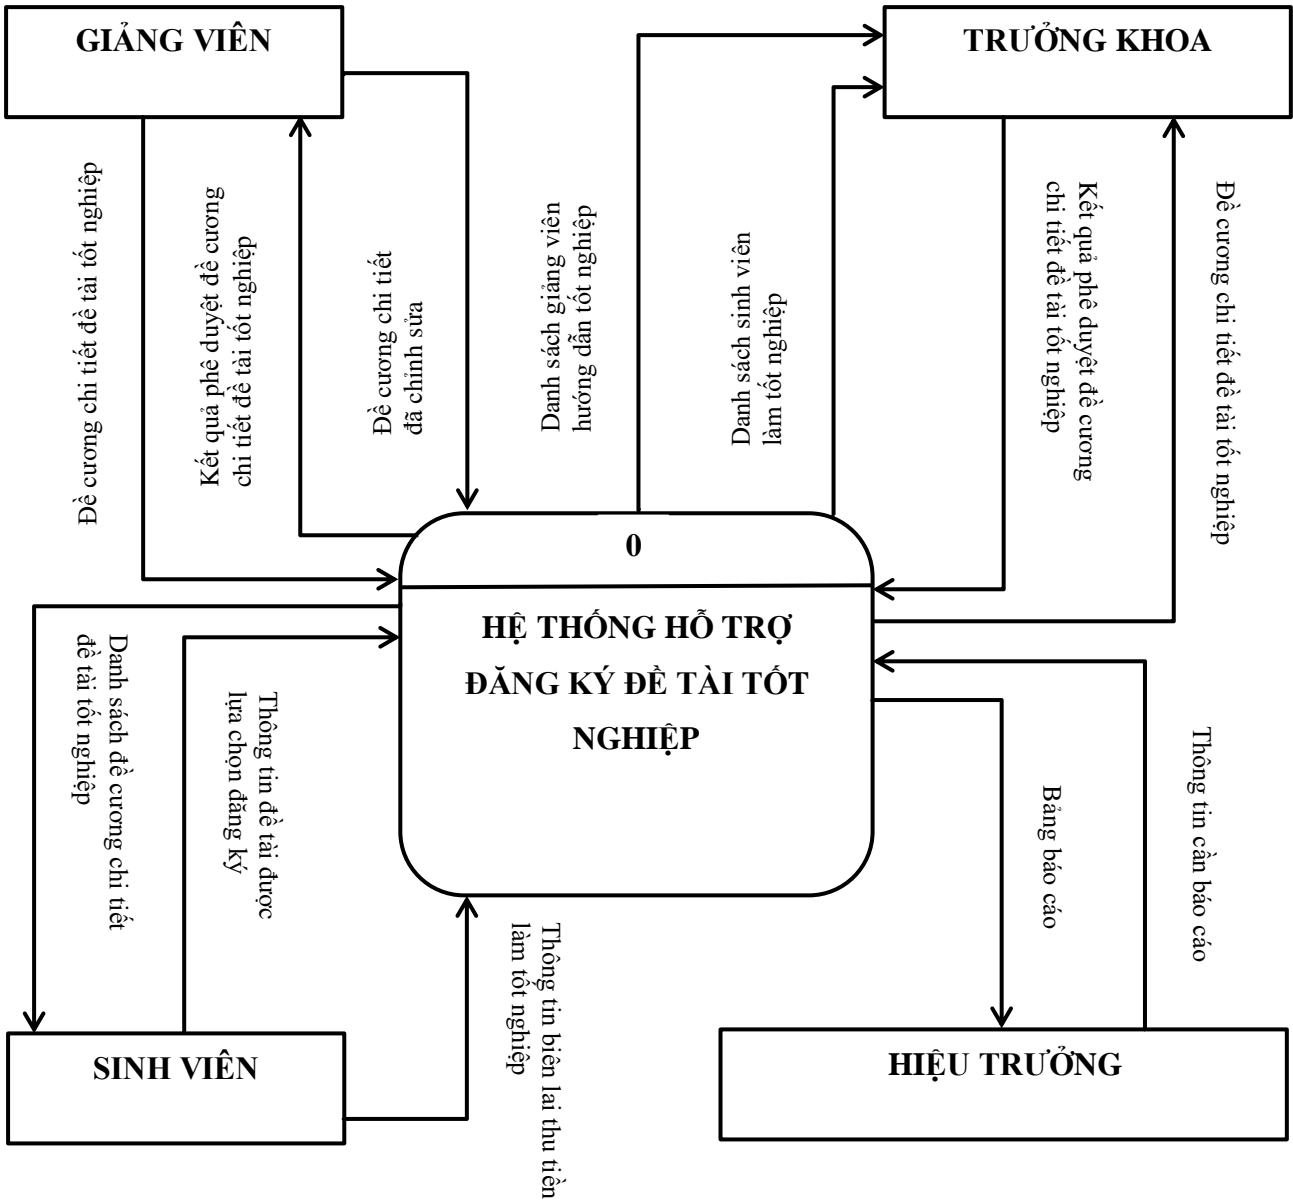 GIẢNG VIÊN
TRƯỞNG KHOA
Đề cương chi tiết đề tài tốt nghiệp
Kết quả phê duyệt đề cương
chi tiết đề tài tốt nghiệp
Đề cương chi tiết
đã chỉnh sửa
Danh sách giảng viên
hướng dẫn tốt nghiệp
Danh sách sinh viên
làm tốt nghiệp
Kết quả phê duyệt đề cương
chi tiết đề tài tốt nghiệp
Đề cương chi tiết đề tài tốt nghiệp
0
HỆ THỐNG HỖ TRỢ
ĐĂNG KÝ ĐỀ TÀI TỐT
NGHIỆP
Danh sách đề cương chi tiết
đề tài tốt nghiệp
Thông tin đề tài được
lựa chọn đăng ký
Thông tin biên lai thu tiền
làm tốt nghiệp
Bảng báo cáo
Thông tin cần báo cáo
SINH VIÊN
HIỆU TRƯỞNG